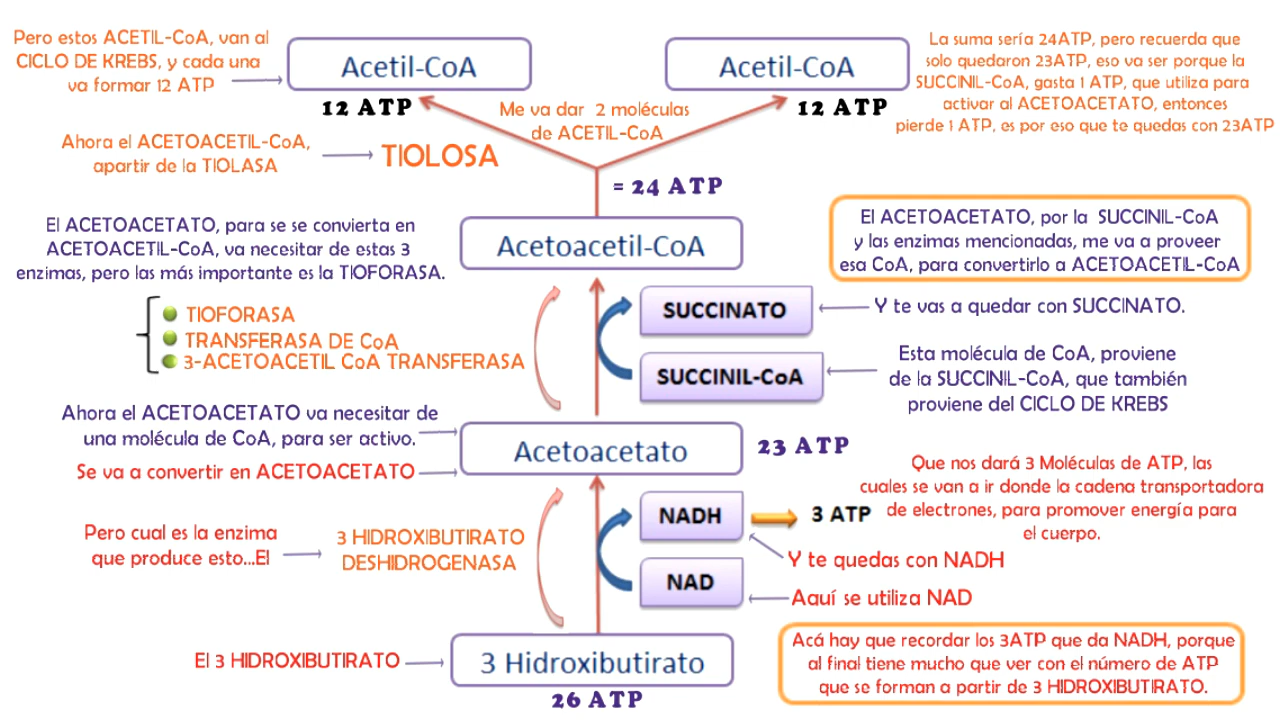 Pero estos ACETIL-CoA, van al
CICLO DE KREBS, y cada una
va formar 12 ATP
Acetil-CoA
12 ATP
Me va dar 2 moléculas
de ACETIL-CoA
Acetil-CoA
12 ATP
La suma sería 24ATP, pero recuerda que
solo quedaron 23ATP, eso va ser porque la
SUCCINIL-CoA, gasta 1 ATP, que utiliza para
activar al ACETOACETATO, entonces
pierde 1 ATP, es por eso que te quedas con 23ATP
Ahora el ACETOACETIL-CoA,
apartir de la TIOLASA
TIOLOSA
= 24 ATP
El ACETOACETATO, para se se convierta en
ACETOACETIL-CoA, va necesitar de estas 3
enzimas, pero las más importante es la TIOFORASA.
Acetoacetil-CoA
El ACETOACETATO, por la SUCCINIL-CoA
y las enzimas mencionadas, me va a proveer
esa CoA, para convertirlo a ACETOACETIL-CoA
TIOFORASA
TRANSFERASA DE CoA
3-ACETOACETIL CoA TRANSFERASA
SUCCINATO
Y te vas a quedar con SUCCINATO.
SUCCINIL-CoA
Esta molécula de CoA, proviene
de la SUCCINIL-CoA, que también
proviene del CICLO DE KREBS
Ahora el ACETOACETATO va necesitar de
una molécula de CoA, para ser activo.
Se va a convertir en ACETOACETATO
Acetoacetato
23 ATP
Que nos dará 3 Moléculas de ATP, las
cuales se van a ir donde la cadena transportadora
de electrones, para promover energía para
el cuerpo.
Pero cual es la enzima
que produce esto...El
3 HIDROXIBUTIRATO
DESHIDROGENASA
NADH
3 ATP
Y te quedas con NADH
NAD
Aquí se utiliza NAD
El 3 HIDROXIBUTIRATO
3 Hidroxibutirato
26 ATP
Acá hay que recordar los 3ATP que da NADH, porque
al final tiene mucho que ver con el número de ATP
que se forman a partir de 3 HIDROXIBUTIRATO.